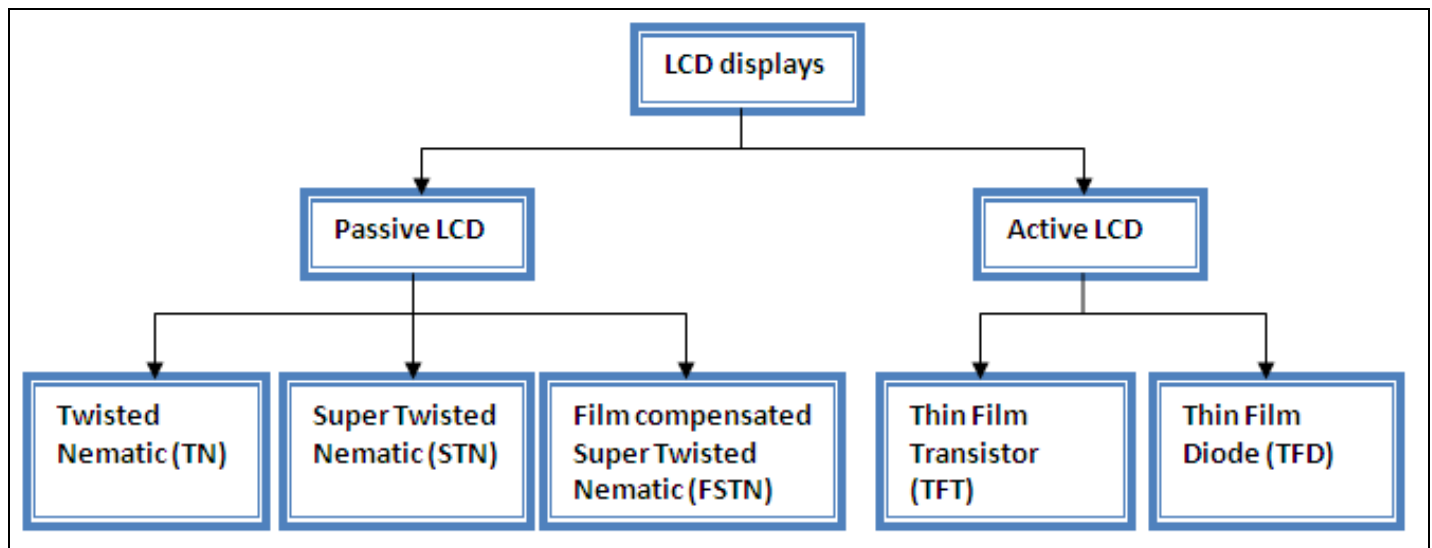 LCD displays
Passive LCD
Active LCD
Twisted
Nematic (TN)
Super Twisted
Nematic (STN)
Film compensated
Super Twisted
Nematic (FSTN)
Thin Film
Transistor
(TFT)
Thin Film
Diode (TFD)